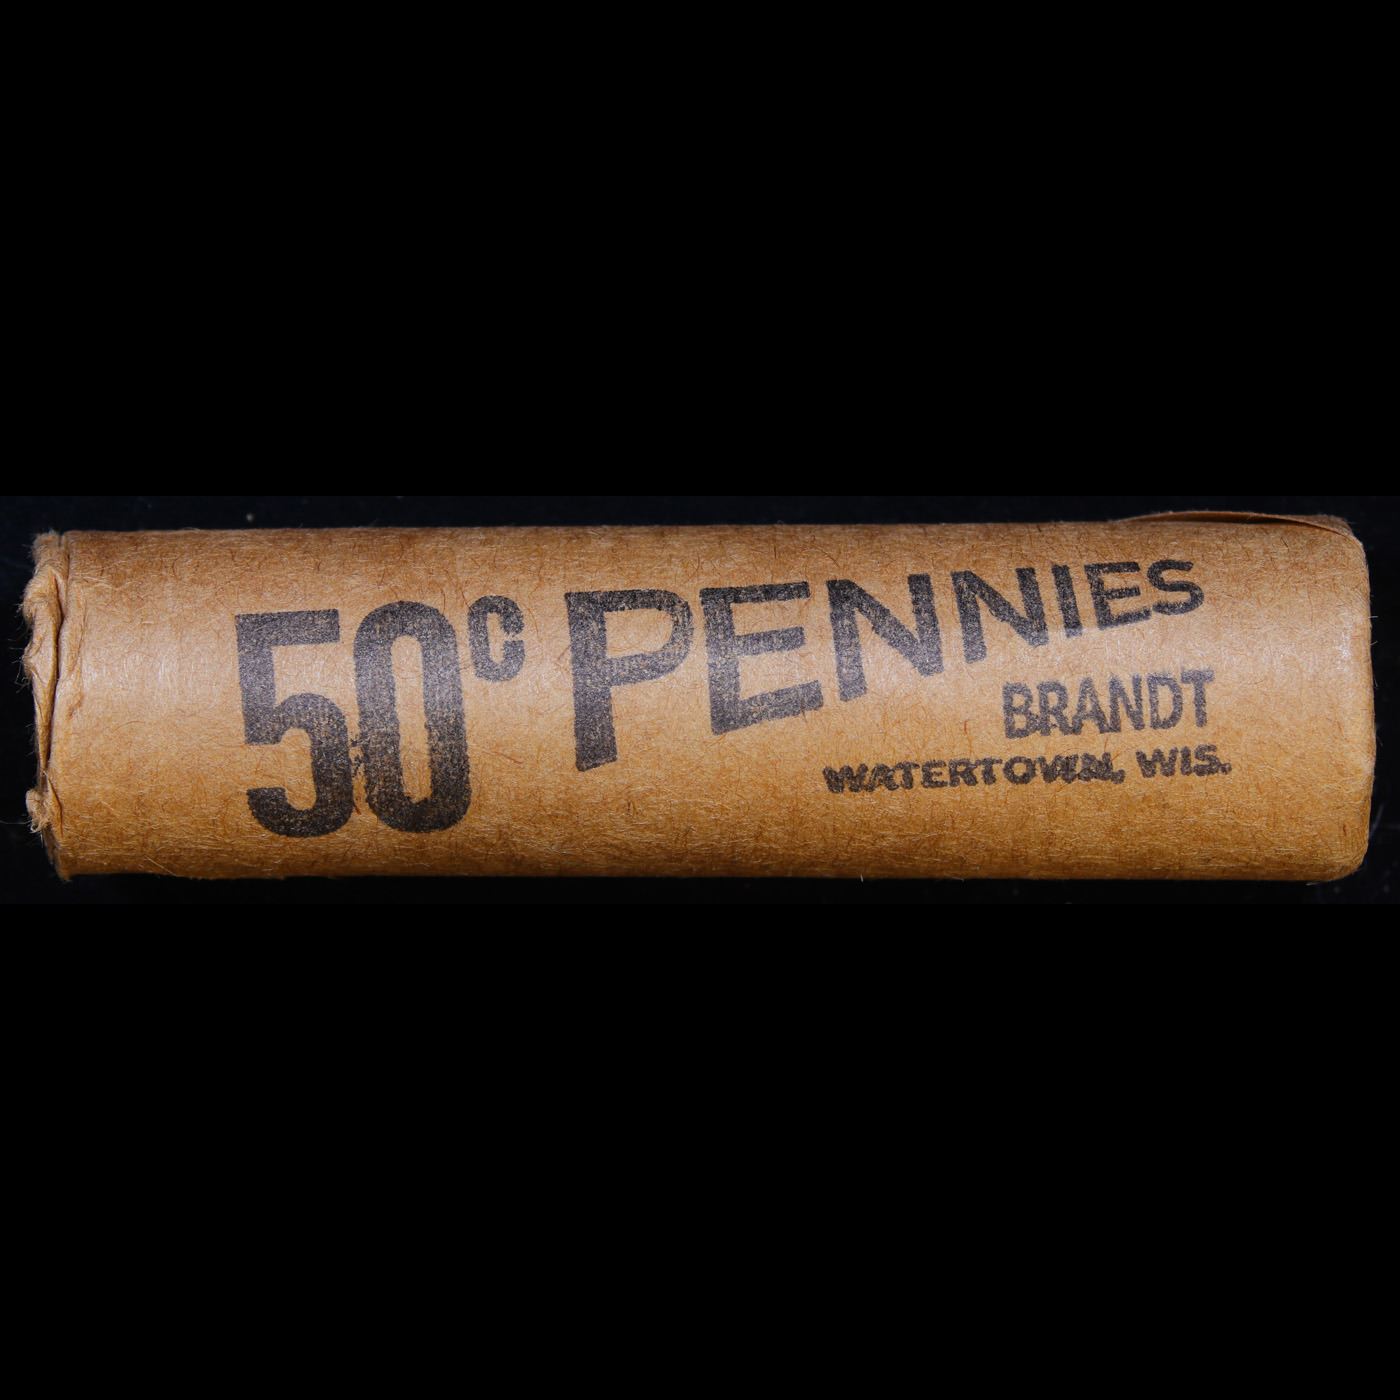 50¢ PENNIES
BRANDT
WATERTOWN, WIS.